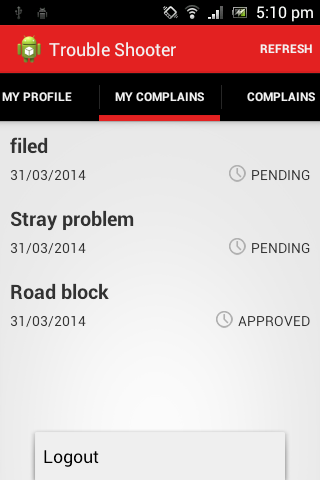 5:10 pm
Trouble Shooter
REFRESH
MY PROFILE
MY COMPLAINS
COMPLAINS
filed
31/03/2014
PENDING
Stray problem
31/03/2014
PENDING
Road block
31/03/2014
APPROVED
Logout